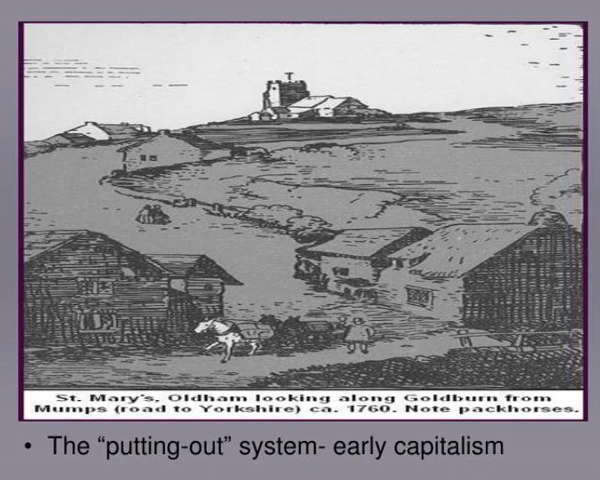 St. Mary's, Oldham looking along Goldburn from
Mumps (road to Yorkshire) ca. 1760. Note packhorses.
• The “putting-out” system- early capitalism